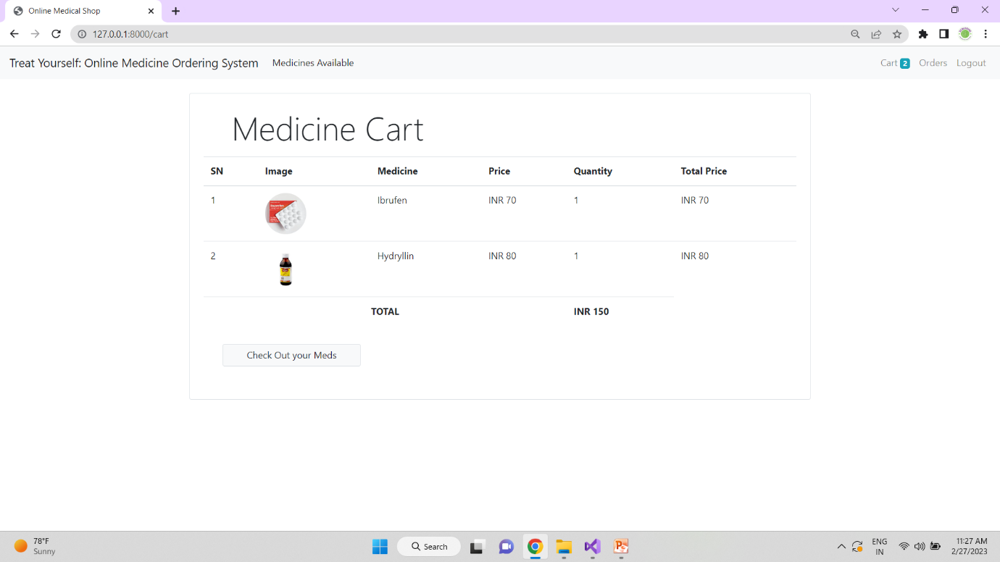 Online Medical Shop
127.0.0.1:8000/cart
Treat Yourself: Online Medicine Ordering System Medicines Available Cart 2 Orders Logout
Medicine Cart
SN Image Medicine Price Quantity Total Price
1 Ibrufen INR 70 1 INR 70
2 Hydryllin INR 80 1 INR 80
TOTAL INR 150
Check Out your Meds
78°F
Sunny
Search
ENG
IN
11:27 AM
2/27/2023